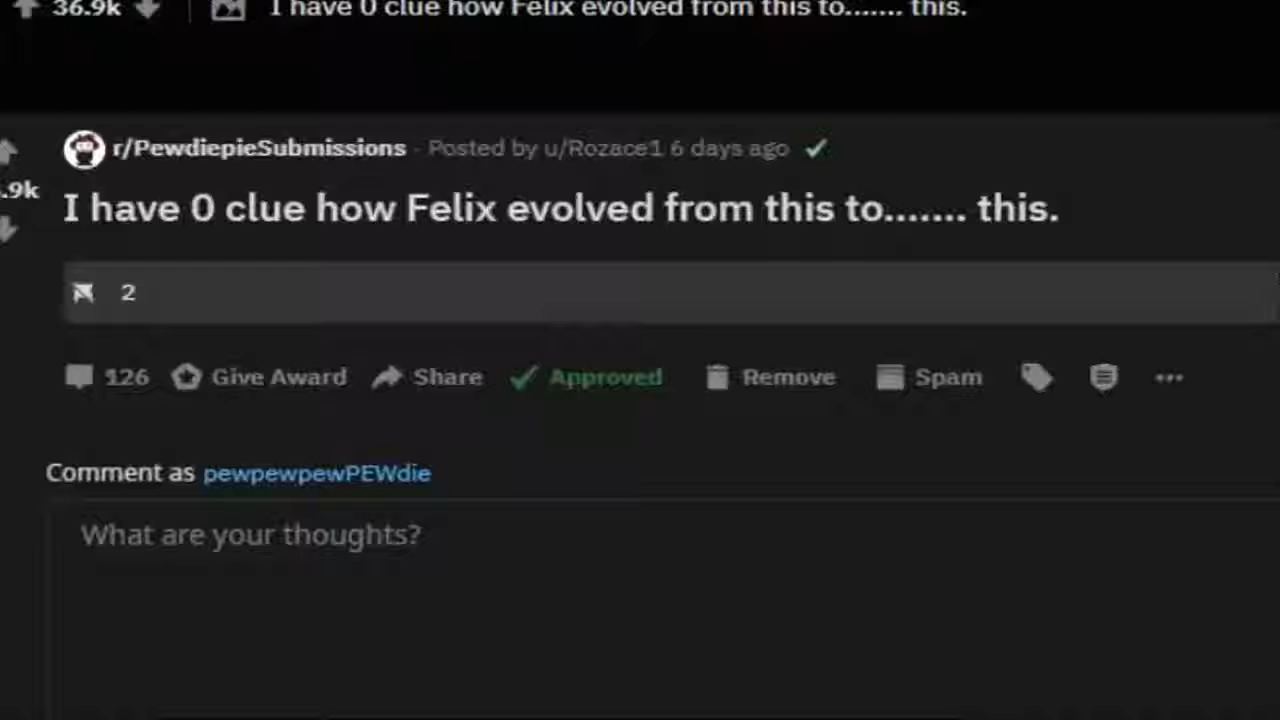 36.9k I have 0 clue how Felix evolved from this to....... this.
r/PewdiepieSubmissions · Posted by u/Rozace1 6 days ago
.9k
I have 0 clue how Felix evolved from this to....... this.
2
126 Give Award Share Approved Remove Spam
Comment as pewpewpewPEWdie
What are your thoughts?